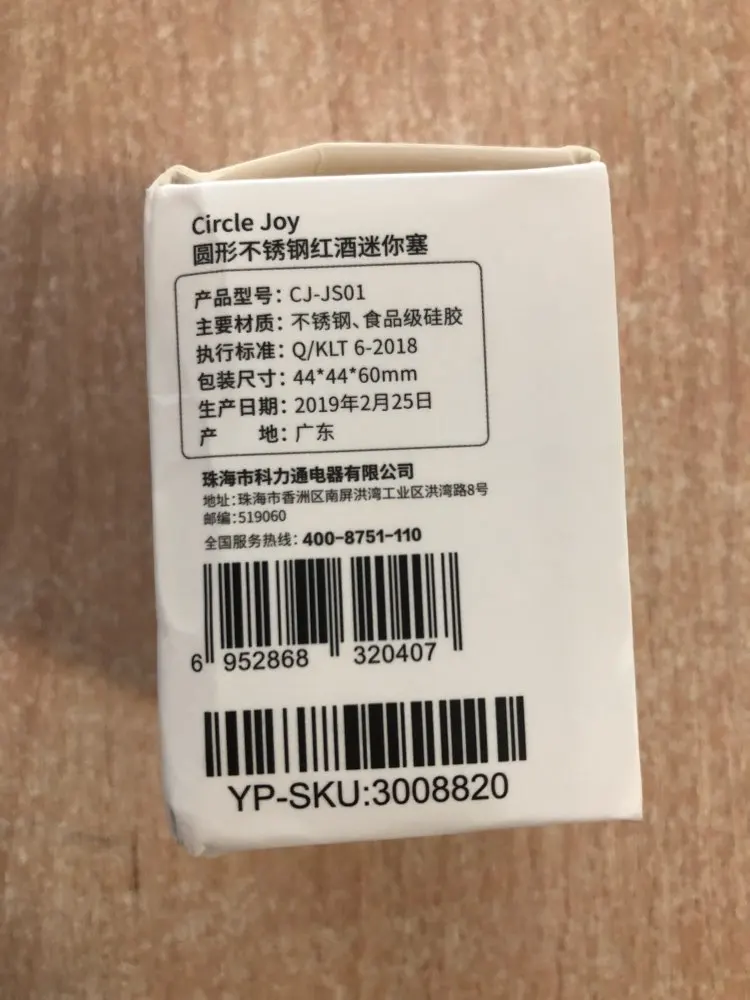 Circle Joy
圆形不锈钢红酒迷你塞
产品型号：CJ-JS01
主要材质：不锈钢、食品级硅胶
执行标准：Q/KLT 6-2018
包装尺寸：44*44*60mm
生产日期：2019年2月25日
产 地：广东
珠海市科力通电器有限公司
地址：珠海市香洲区南屏洪湾工业区洪湾路8号
邮编：519060
全国服务热线：400-8751-110
6 952868 320407
YP-SKU:3008820